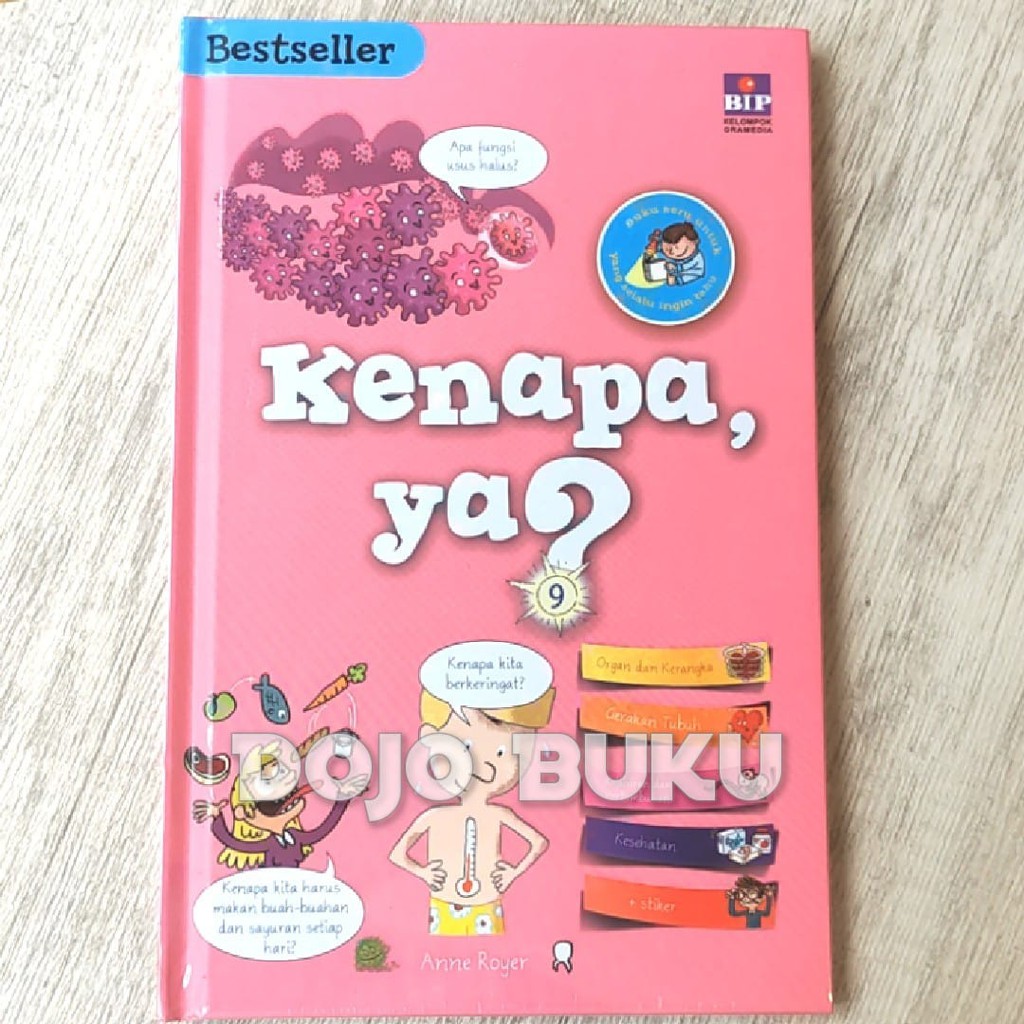 Bestseller
BIP
KELOMPOK
GRAMEDIA
Apa fungsi
usus halus?
Buku seru untuk
yang selalu ingin tahu
Kenapa,
ya?
9
Kenapa kita
berkeringat?
Organ dan Kerangka
Gerakan Tubuh
Kesehatan
+ stiker
DOJO BUKU
Kenapa kita harus
makan buah-buahan
dan sayuran setiap
hari?
Anne Royer